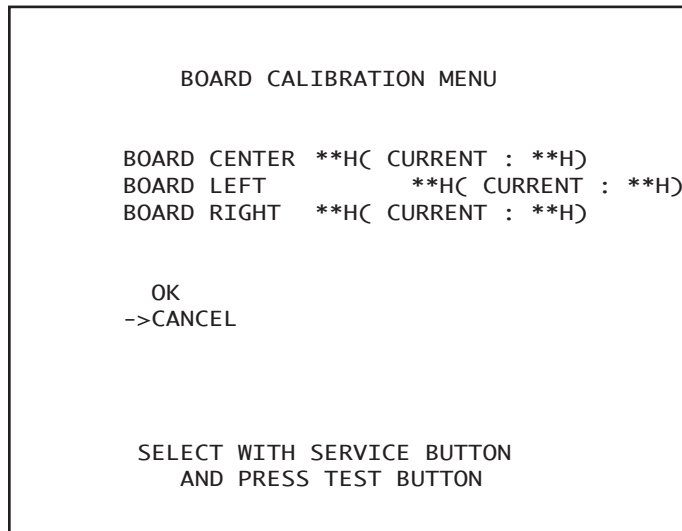 BOARD CALIBRATION MENU
BOARD CENTER **H( CURRENT : **H)
BOARD LEFT **H( CURRENT : **H)
BOARD RIGHT **H( CURRENT : **H)
OK
->CANCEL
SELECT WITH SERVICE BUTTON
AND PRESS TEST BUTTON